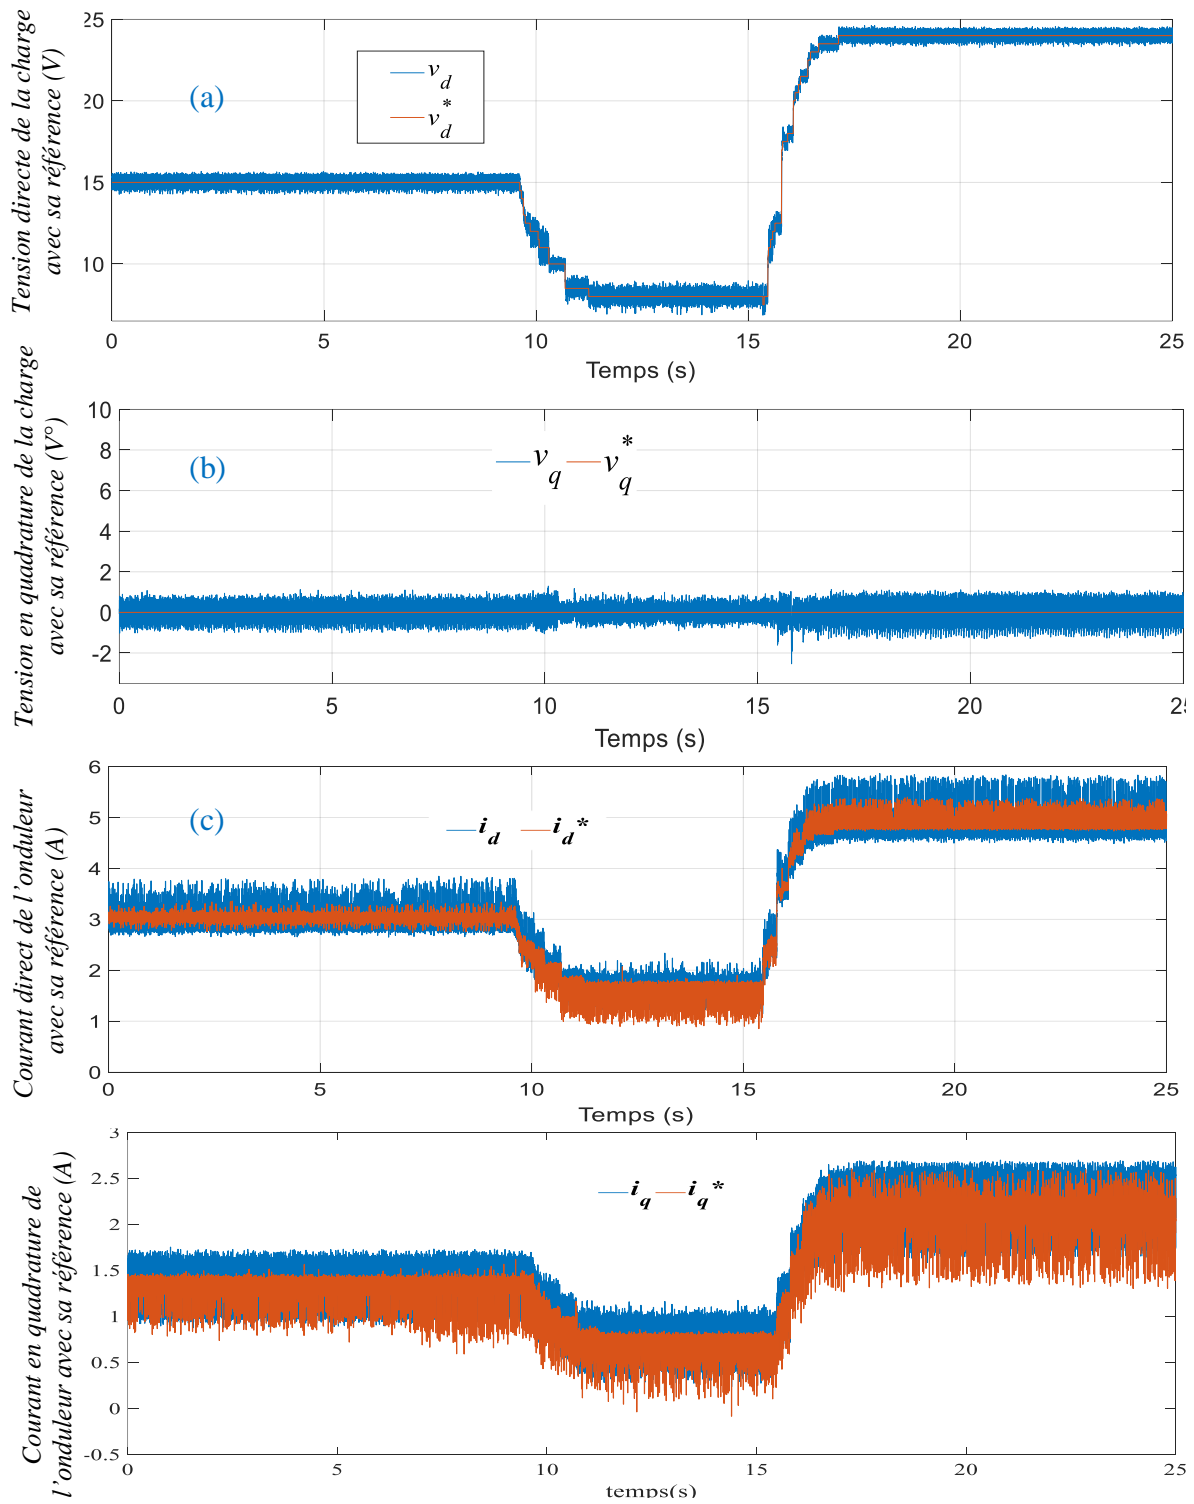 Tension directe de la charge
avec sa référence (V)
25
20
15
10
(a)
v_d
v_d^*
0 5 10 15 20 25
Temps (s)
Tension en quadrature de la charge
avec sa référence (V°)
10
8
6
4
2
0
-2
(b)
v_q v_q^*
0 5 10 15 20 25
Temps (s)
Courant direct de l'onduleur
avec sa référence (A)
6
5
4
3
2
1
0
(c)
i_d i_d*
0 5 10 15 20 25
Temps (s)
Courant en quadrature de
l'onduleur avec sa référence (A)
3
2.5
2
1.5
1
0.5
0
-0.5
i_q i_q*
0 5 10 15 20 25
temps(s)